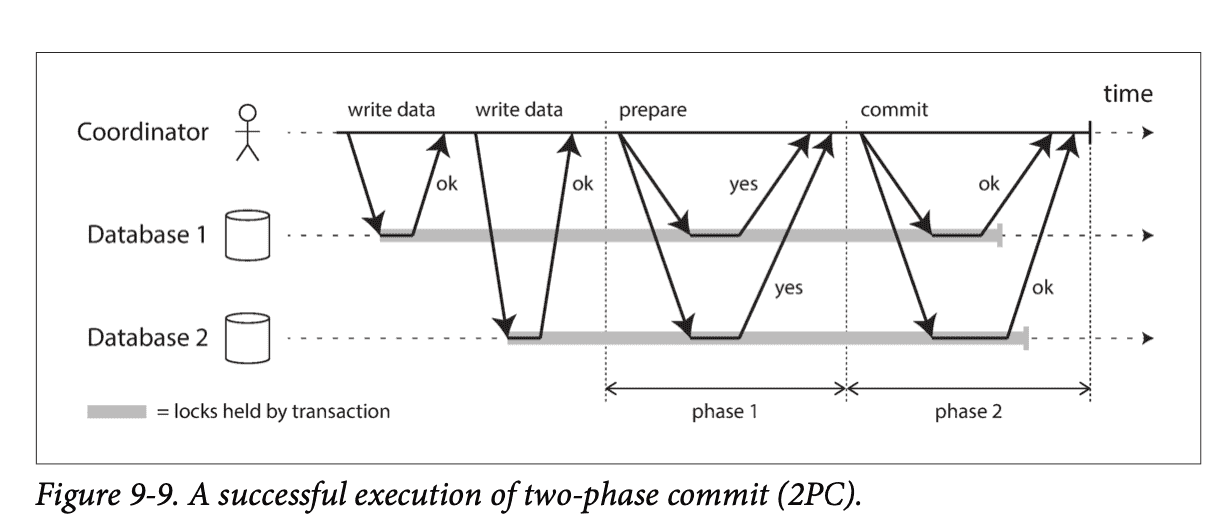 time
write data write data prepare commit
Coordinator
ok ok yes ok
Database 1
yes ok
Database 2
= locks held by transaction
phase 1 phase 2
Figure 9-9. A successful execution of two-phase commit (2PC).